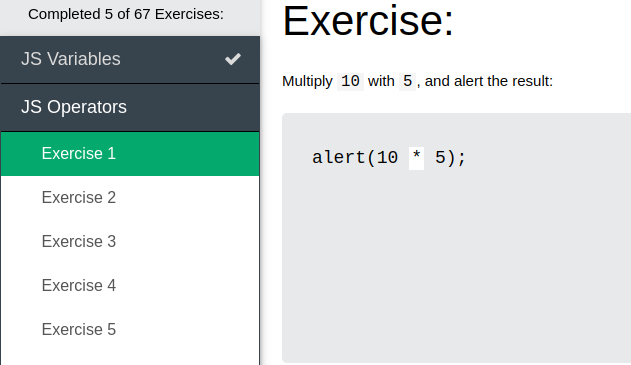 Completed 5 of 67 Exercises:
JS Variables
JS Operators
Exercise 1
Exercise 2
Exercise 3
Exercise 4
Exercise 5
Exercise:
Multiply 10 with 5, and alert the result:
alert(10 * 5);